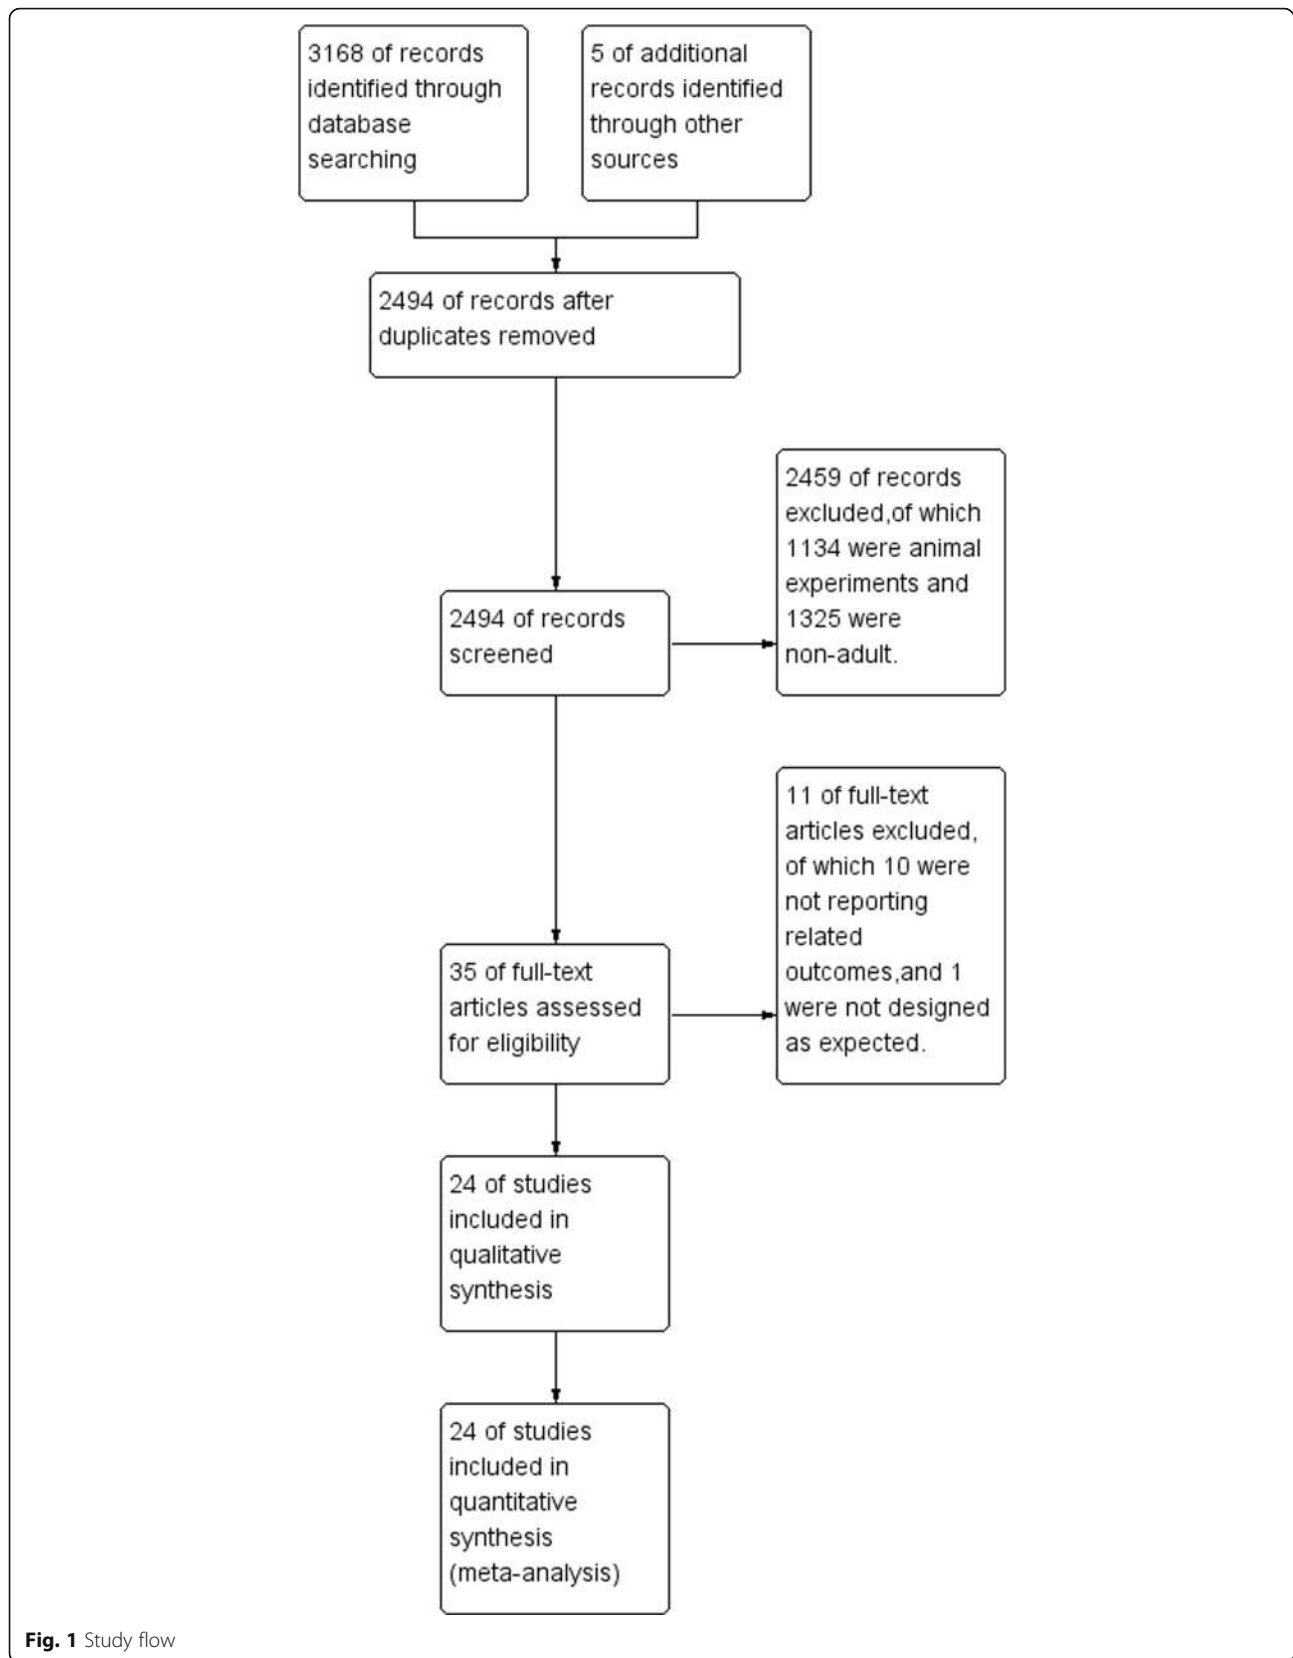 3168 of records
identified through
database
searching
5 of additional
records identified
through other
sources
2494 of records after
duplicates removed
2459 of records
excluded,of which
1134 were animal
experiments and
1325 were
non-adult.
2494 of records
screened
11 of full-text
articles excluded,
of which 10 were
not reporting
related
outcomes,and 1
were not designed
as expected.
35 of full-text
articles assessed
for eligibility
24 of studies
included in
qualitative
synthesis
24 of studies
included in
quantitative
synthesis
(meta-analysis)
Fig. 1 Study flow